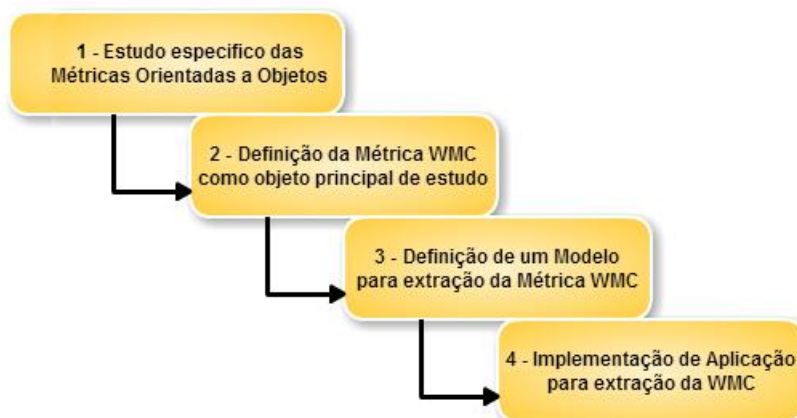 1 - Estudo especifico das
Métricas Orientadas a Objetos
2 - Definição da Métrica WMC
como objeto principal de estudo
3 - Definição de um Modelo
para extração da Métrica WMC
4 - Implementação de Aplicação
para extração da WMC